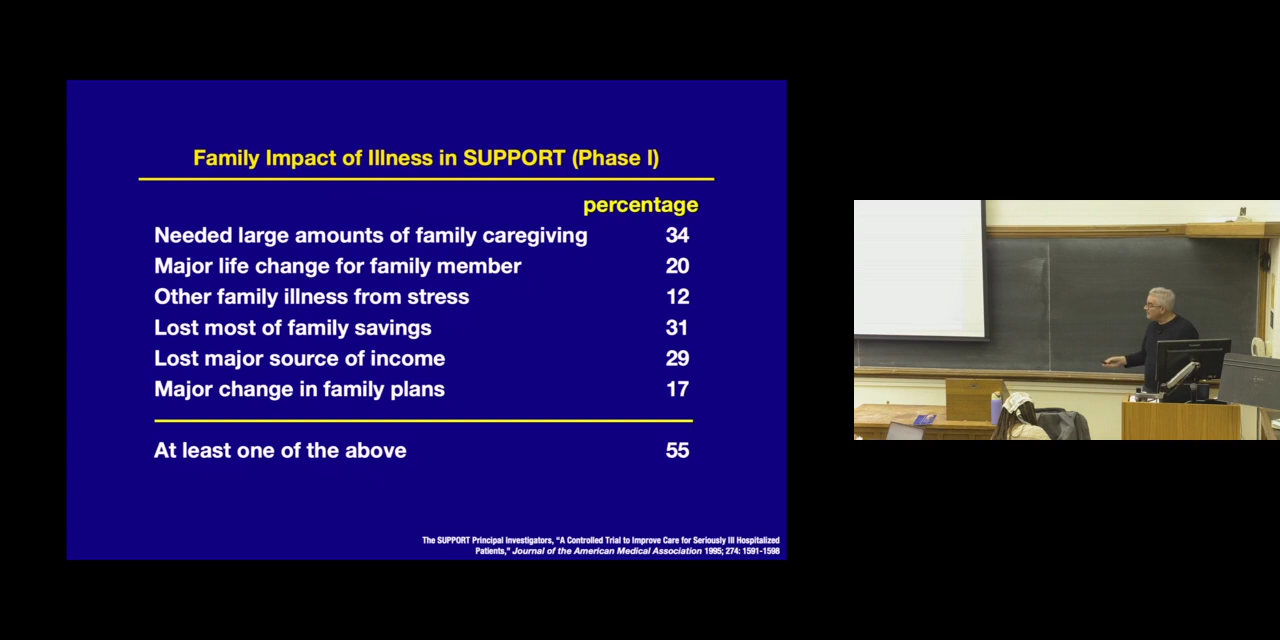 Family Impact of Illness in SUPPORT (Phase I)
percentage
Needed large amounts of family caregiving 34
Major life change for family member 20
Other family illness from stress 12
Lost most of family savings 31
Lost major source of income 29
Major change in family plans 17
At least one of the above 55
The SUPPORT Principal Investigators, “A Controlled Trial to Improve Care for Seriously Ill Hospitalized
Patients,” Journal of the American Medical Association 1995; 274: 1591-1598